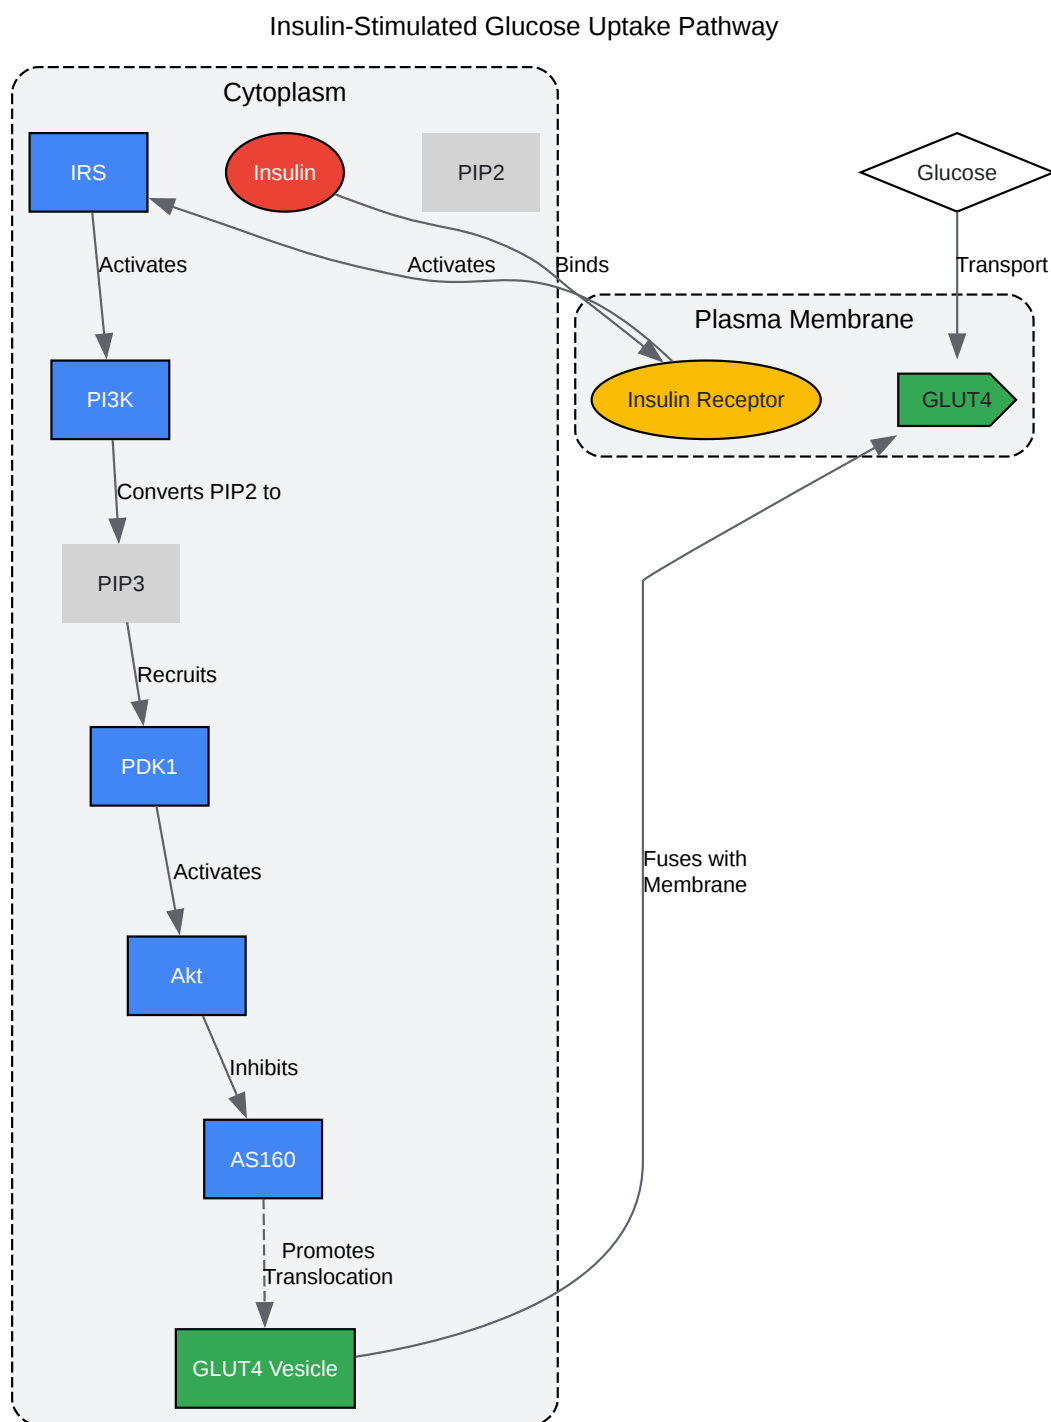 Insulin-Stimulated Glucose Uptake Pathway
Cytoplasm
IRS
Insulin
PIP2
Glucose
Activates
Activates
Binds
Transport
Plasma Membrane
PI3K
Insulin Receptor
GLUT4
Converts PIP2 to
PIP3
Recruits
PDK1
Activates
Fuses with
Membrane
Akt
Inhibits
AS160
Promotes
Translocation
GLUT4 Vesicle